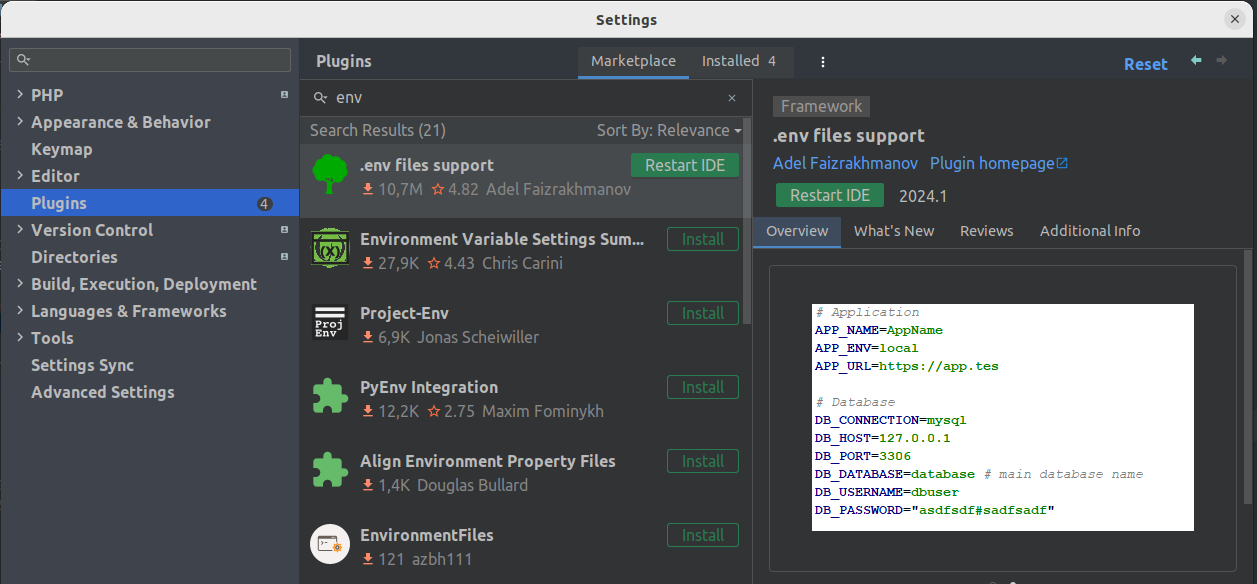 Settings
PHP
Appearance & Behavior
Keymap
Editor
Plugins 4
Version Control
Directories
Build, Execution, Deployment
Languages & Frameworks
Tools
Settings Sync
Advanced Settings
Plugins Marketplace Installed 4 Reset
env
Search Results (21) Sort By: Relevance
.env files support Restart IDE
10,7M 4.82 Adel Faizrakhmanov
Environment Variable Settings Sum... Install
27,9K 4.43 Chris Carini
Proj
Env
Project-Env Install
6,9K Jonas Scheiwiller
PyEnv Integration Install
12,2K 2.75 Maxim Fominykh
Align Environment Property Files Install
1,4K Douglas Bullard
EnvironmentFiles Install
121 azbh111
Framework
.env files support
Adel Faizrakhmanov Plugin homepage
Restart IDE 2024.1
Overview What's New Reviews Additional Info
# Application
APP_NAME=AppName
APP_ENV=local
APP_URL=https://app.tes
# Database
DB_CONNECTION=mysql
DB_HOST=127.0.0.1
DB_PORT=3306
DB_DATABASE=database # main database name
DB_USERNAME=dbuser
DB_PASSWORD="asdfsdf#sadfsadf"